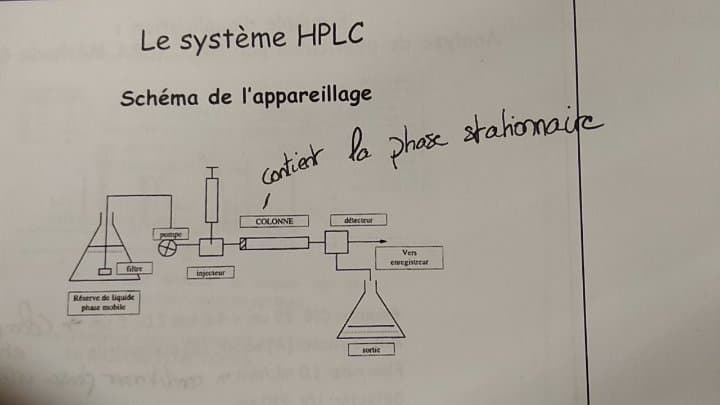 Le système HPLC
Schéma de l'appareillage
contient la phase stationnaire
COLONNE
détecteur
pompe
Vers
enregistreur
filtre
injecteur
Réserve de liquide
phase mobile
sortie